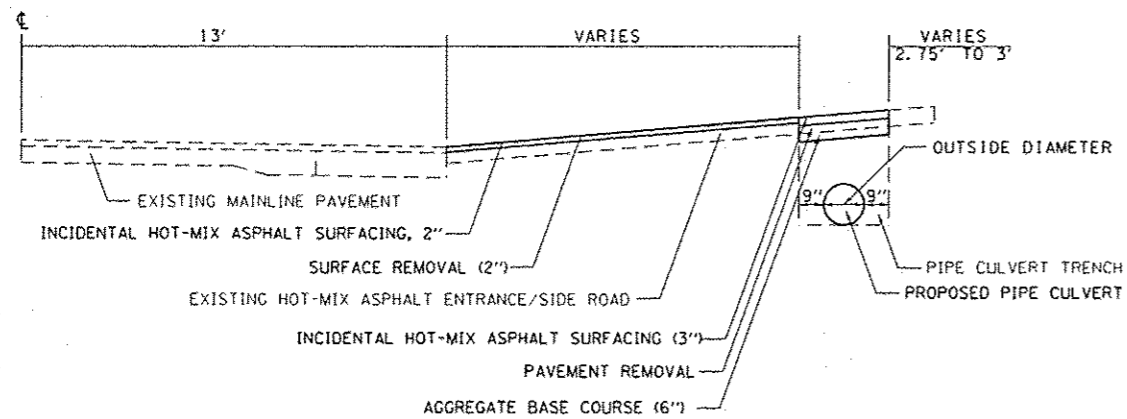 ℄
13'
VARIES
VARIES
2.75' TO 3'
OUTSIDE DIAMETER
9"
9"
EXISTING MAINLINE PAVEMENT
INCIDENTAL HOT-MIX ASPHALT SURFACING, 2"
SURFACE REMOVAL (2")
PIPE CULVERT TRENCH
EXISTING HOT-MIX ASPHALT ENTRANCE/SIDE ROAD
PROPOSED PIPE CULVERT
INCIDENTAL HOT-MIX ASPHALT SURFACING (3")
PAVEMENT REMOVAL
AGGREGATE BASE COURSE (6")